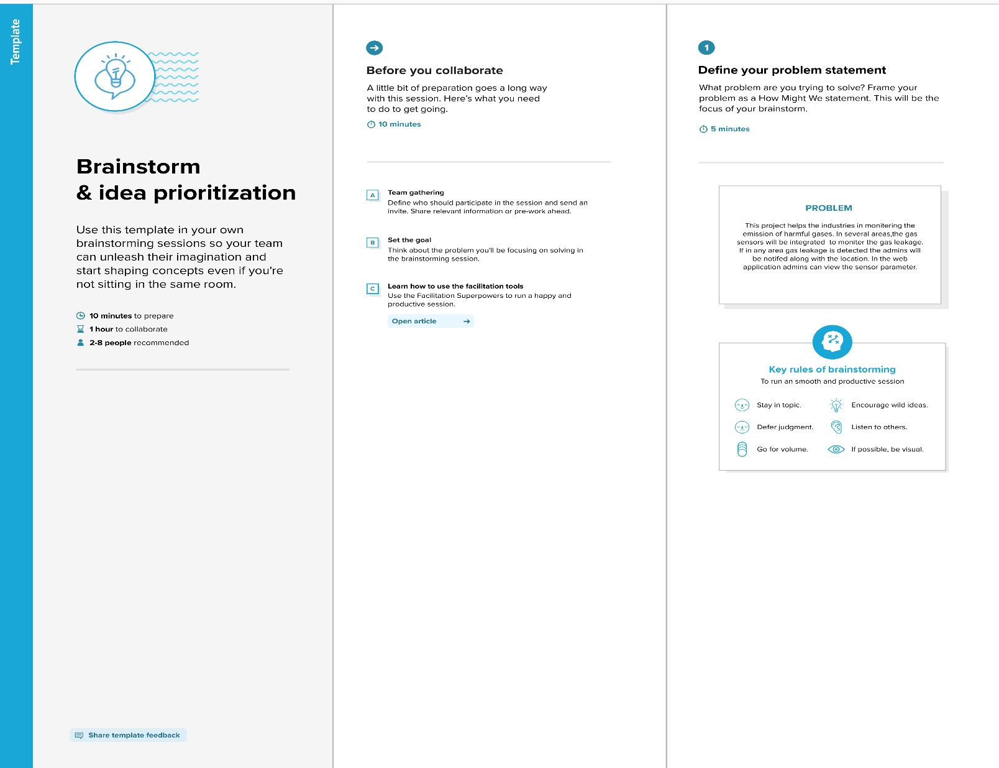 Template
Brainstorm
& idea prioritization
Use this template in your own
brainstorming sessions so your team
can unleash their imagination and
start shaping concepts even if you're
not sitting in the same room.
10 minutes to prepare
1 hour to collaborate
2-8 people recommended
Share template feedback
Before you collaborate
A little bit of preparation goes a long way
with this session. Here's what you need
to do to get going.
10 minutes
A
Team gathering
Define who should participate in the session and send an
invite. Share relevant information or pre-work ahead.
B
Set the goal
Think about the problem you'll be focusing on solving in
the brainstorming session.
C
Learn how to use the facilitation tools
Use the Facilitation Superpowers to run a happy and
productive session.
Open article
1
Define your problem statement
What problem are you trying to solve? Frame your
problem as a How Might We statement. This will be the
focus of your brainstorm.
5 minutes
PROBLEM
This project helps the industries in monitering the
emission of harmful gases. In several areas,the gas
sensors will be integrated to moniter the gas leakage.
If in any area gas leakage is detected the admins will
be notifed along with the location. In the web
application admins can view the sensor parameter.
Key rules of brainstorming
To run an smooth and productive session
Stay in topic.
Encourage wild ideas.
Defer judgment.
Listen to others.
Go for volume.
If possible, be visual.